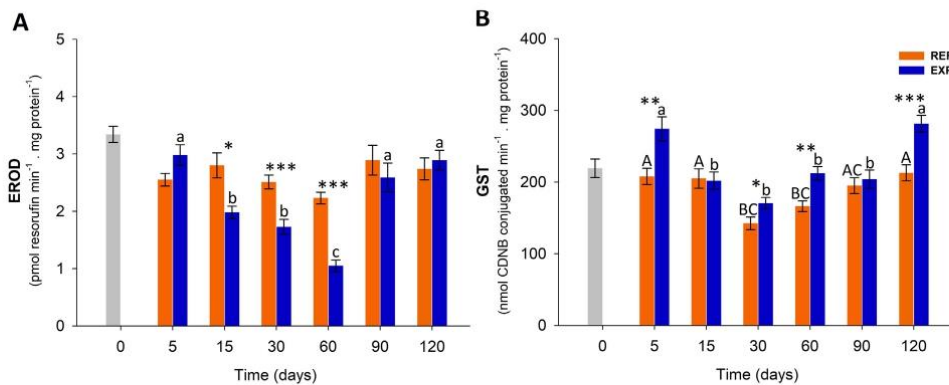 A
EROD
(pmol resorufin min-1 . mg protein-1)
5
4
3
2
1
0
a
*
b
***
b
***
c
a
a
0 5 15 30 60 90 120
Time (days)
B
GST
(nmol CDNB conjugated min-1 . mg protein-1)
400
300
200
100
0
**
A a
A b
*
BC b
**
BC b
AC b
***
A a
0 5 15 30 60 90 120
Time (days)